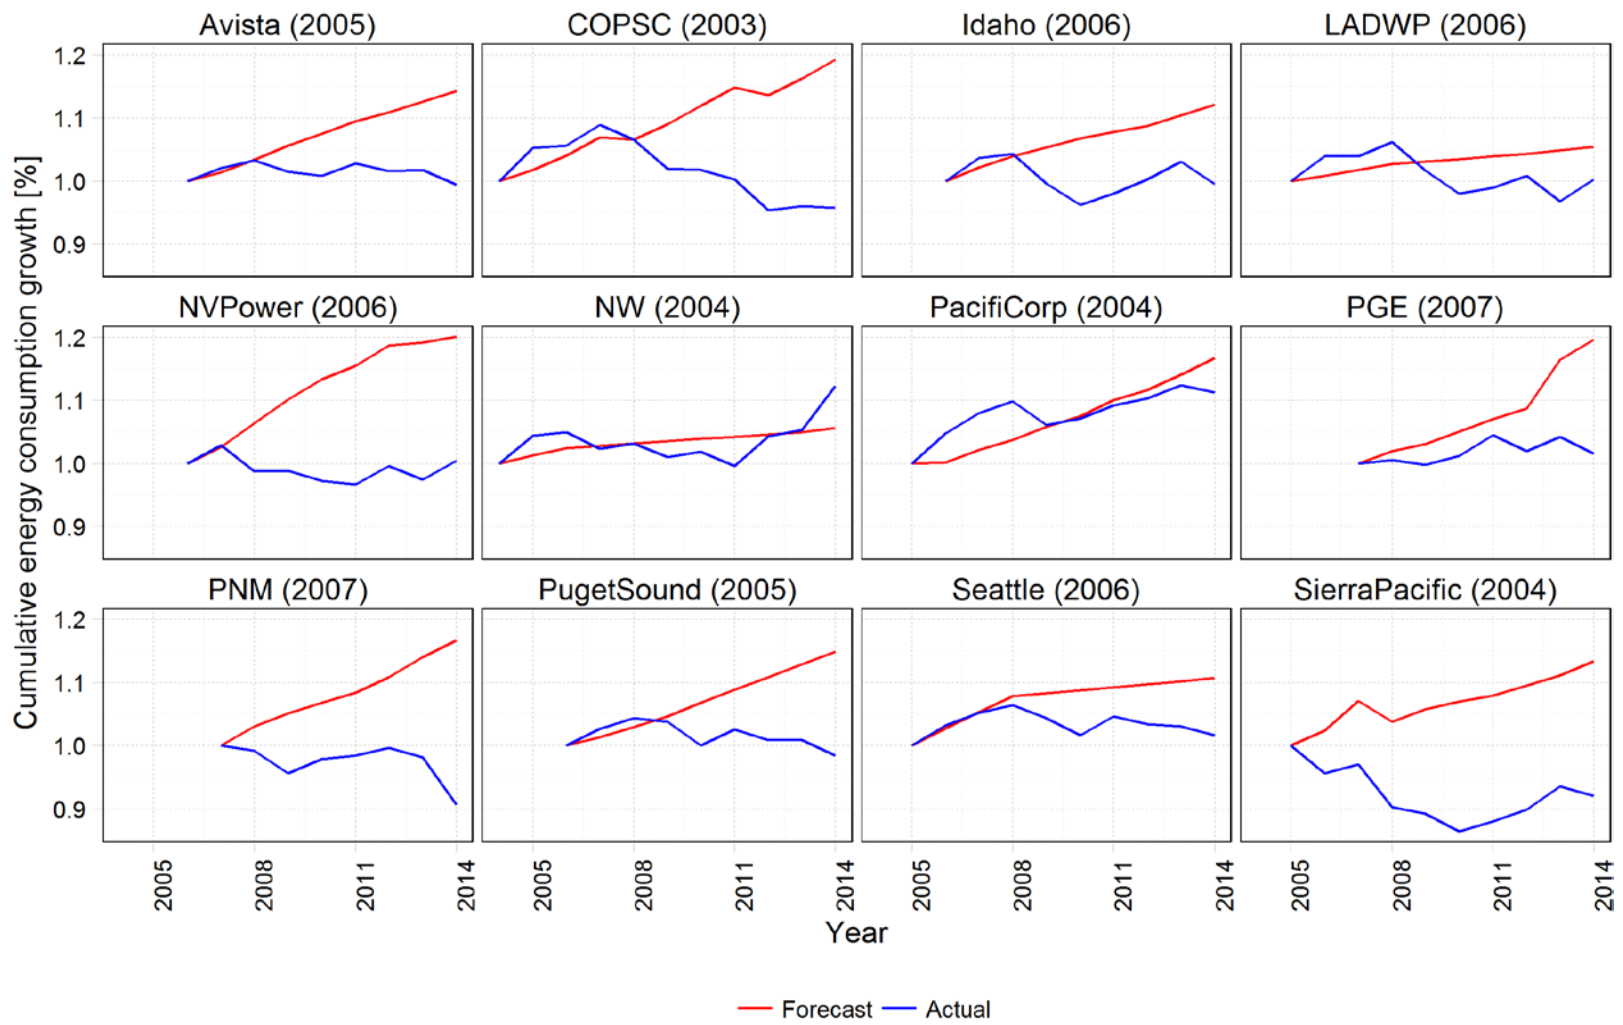 Avista (2005) COPSC (2003) Idaho (2006) LADWP (2006)
1.2
1.1
1.0
0.9
NVPower (2006) NW (2004) PacifiCorp (2004) PGE (2007)
1.2
1.1
1.0
0.9
PNM (2007) PugetSound (2005) Seattle (2006) SierraPacific (2004)
1.2
1.1
1.0
0.9
Cumulative energy consumption growth [%]
2005 2008 2011 2014 2005 2008 2011 2014 2005 2008 2011 2014 2005 2008 2011 2014
Year
Forecast Actual